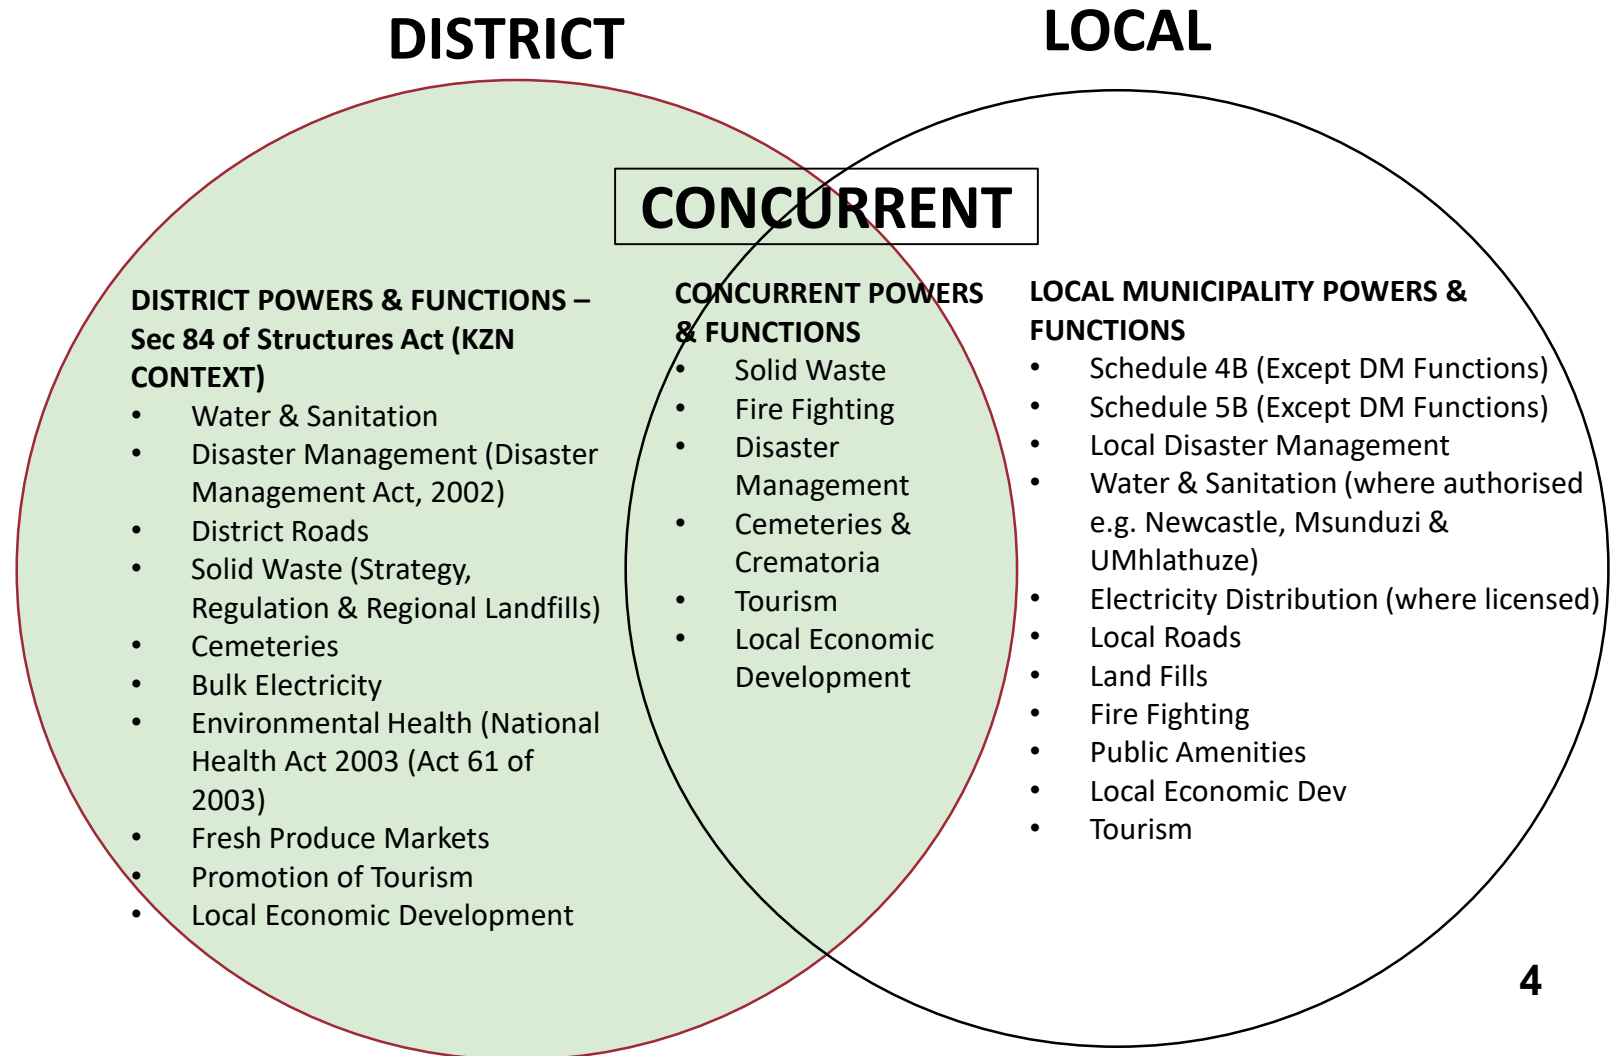 DISTRICT
LOCAL
CONCURRENT
DISTRICT POWERS & FUNCTIONS –
Sec 84 of Structures Act (KZN
CONTEXT)
• Water & Sanitation
• Disaster Management (Disaster
Management Act, 2002)
• District Roads
• Solid Waste (Strategy,
Regulation & Regional Landfills)
• Cemeteries
• Bulk Electricity
• Environmental Health (National
Health Act 2003 (Act 61 of
2003)
• Fresh Produce Markets
• Promotion of Tourism
• Local Economic Development
CONCURRENT POWERS
& FUNCTIONS
• Solid Waste
• Fire Fighting
• Disaster
Management
• Cemeteries &
Crematoria
• Tourism
• Local Economic
Development
LOCAL MUNICIPALITY POWERS &
FUNCTIONS
• Schedule 4B (Except DM Functions)
• Schedule 5B (Except DM Functions)
• Local Disaster Management
• Water & Sanitation (where authorised
e.g. Newcastle, Msunduzi &
UMhlathuze)
• Electricity Distribution (where licensed)
• Local Roads
• Land Fills
• Fire Fighting
• Public Amenities
• Local Economic Dev
• Tourism
4